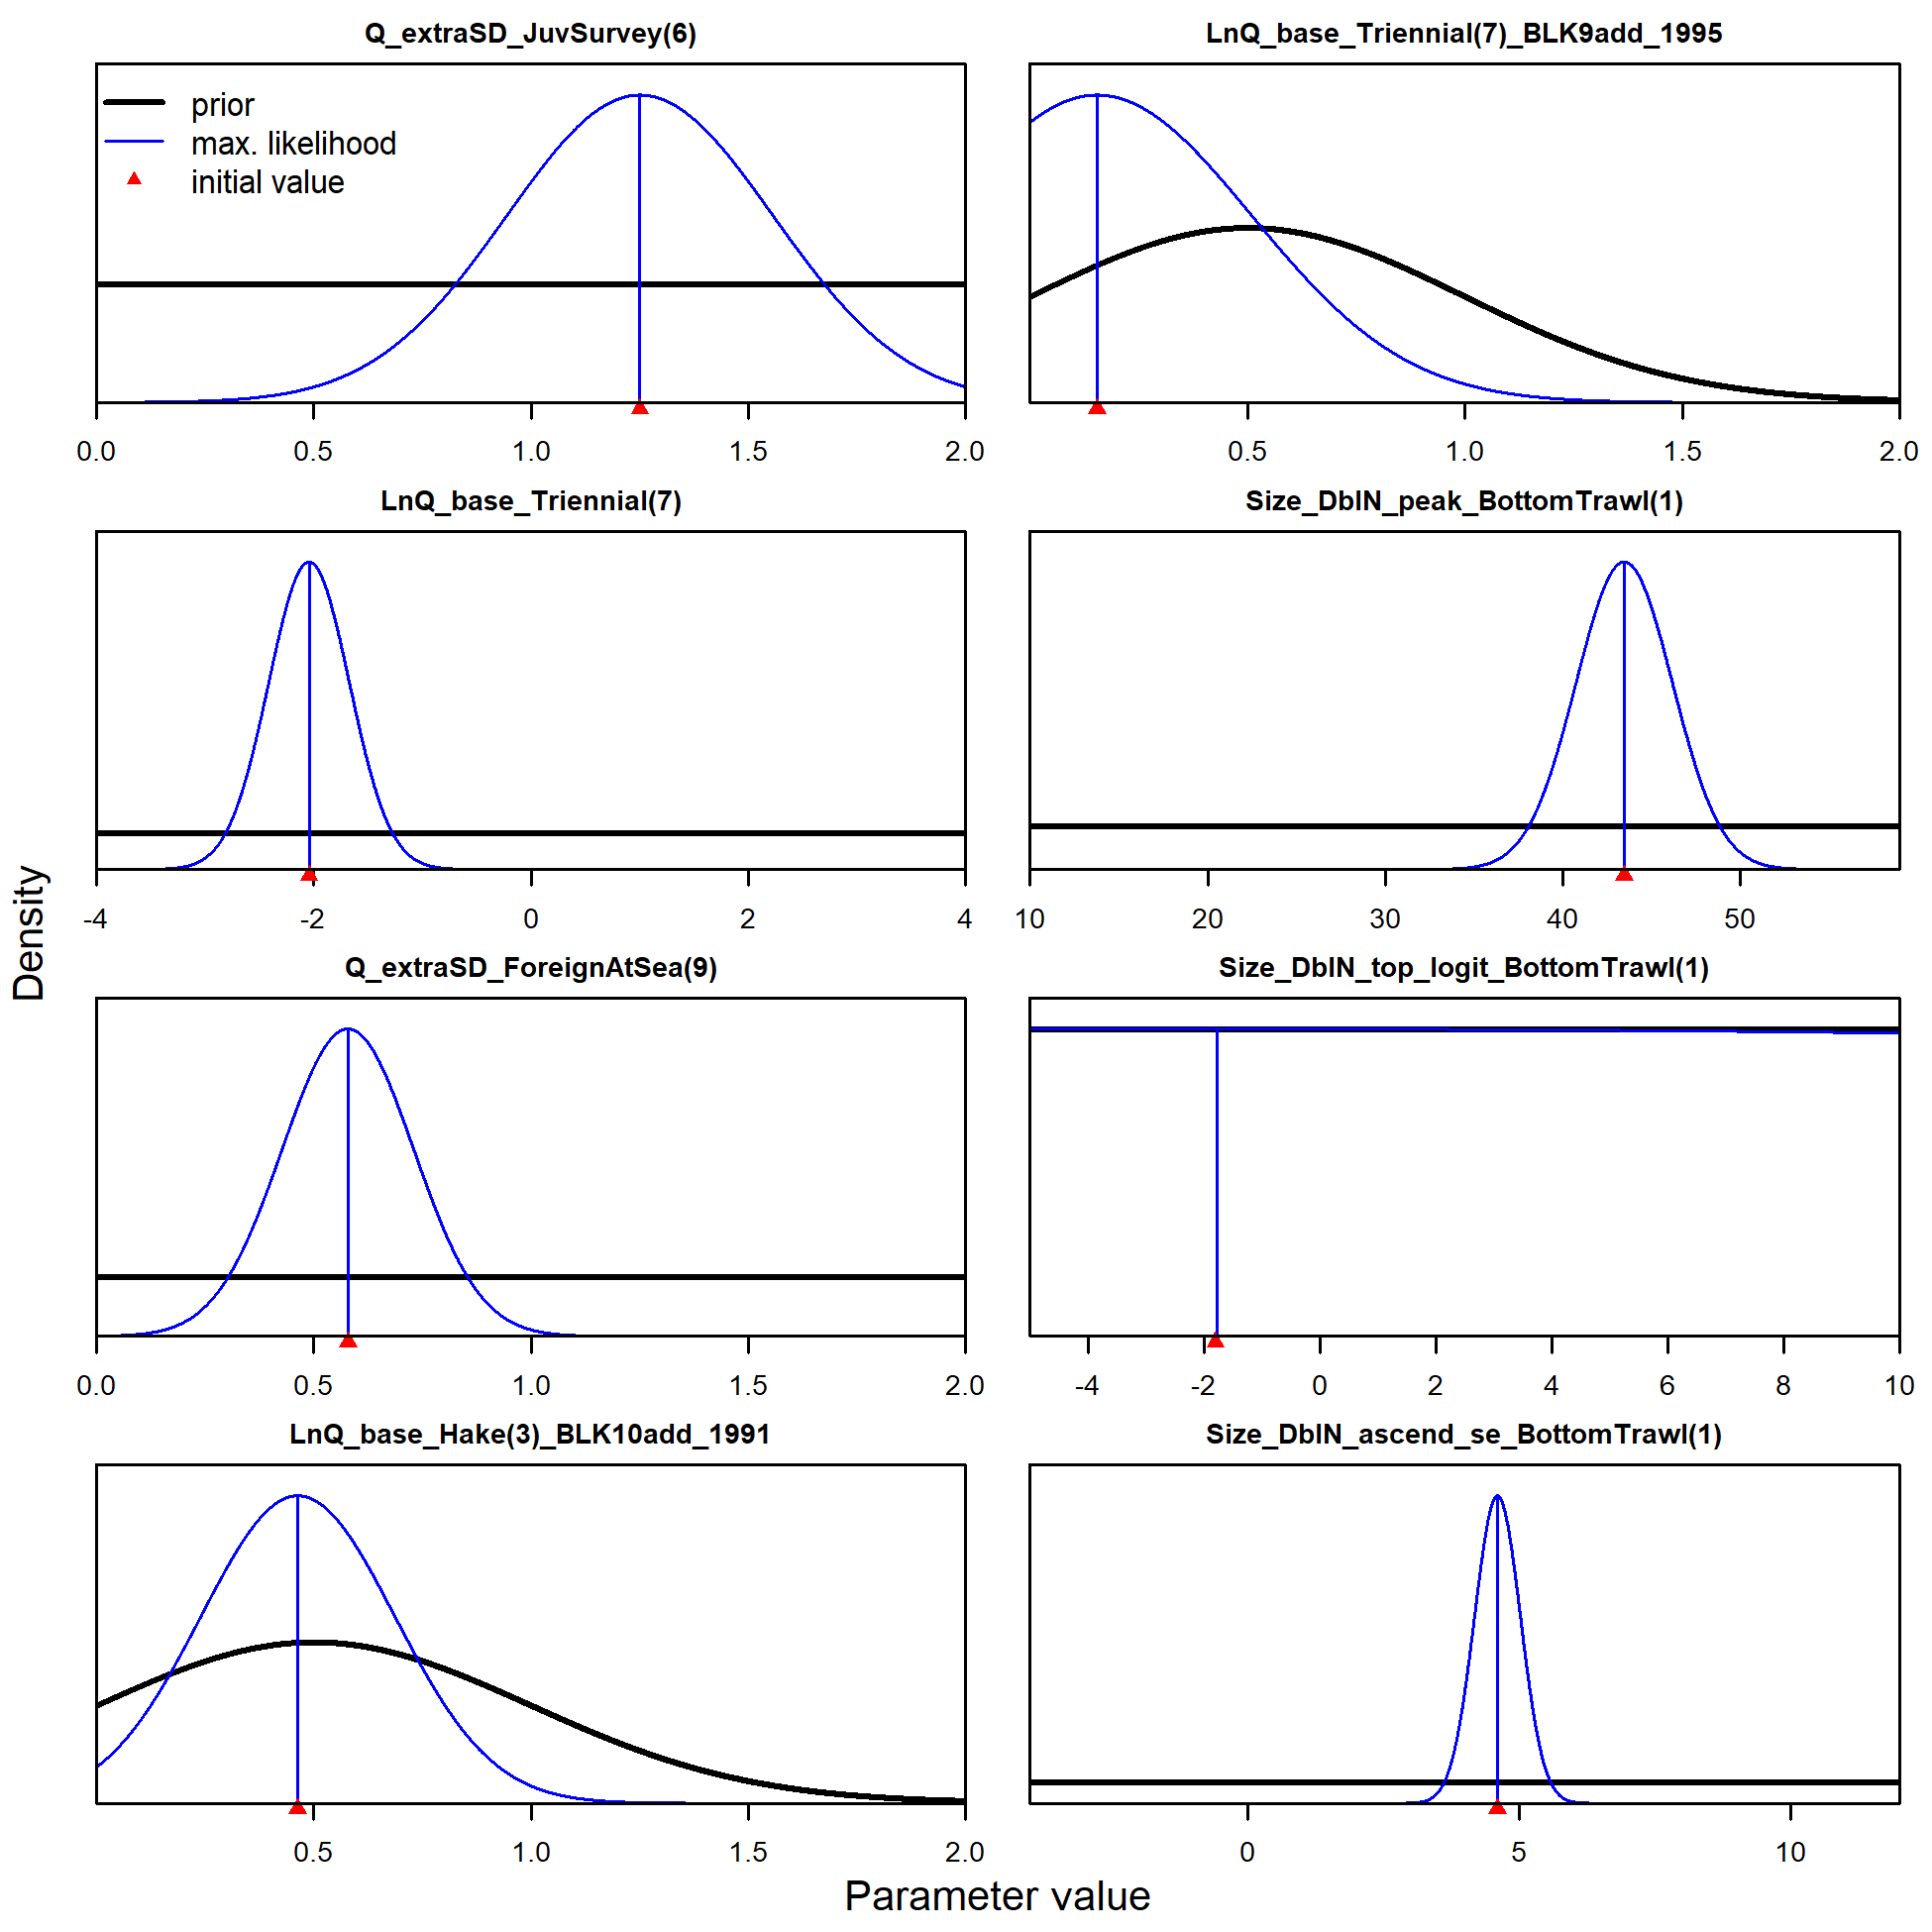 Q_extraSD_JuvSurvey(6)
prior
max. likelihood
initial value
0.0 0.5 1.0 1.5 2.0
LnQ_base_Triennial(7)_BLK9add_1995
0.5 1.0 1.5 2.0
LnQ_base_Triennial(7)
-4 -2 0 2 4
Size_DblN_peak_BottomTrawl(1)
10 20 30 40 50
Q_extraSD_ForeignAtSea(9)
0.0 0.5 1.0 1.5 2.0
Size_DblN_top_logit_BottomTrawl(1)
-4 -2 0 2 4 6 8 10
LnQ_base_Hake(3)_BLK10add_1991
0.5 1.0 1.5 2.0
Size_DblN_ascend_se_BottomTrawl(1)
0 5 10
Density
Parameter value